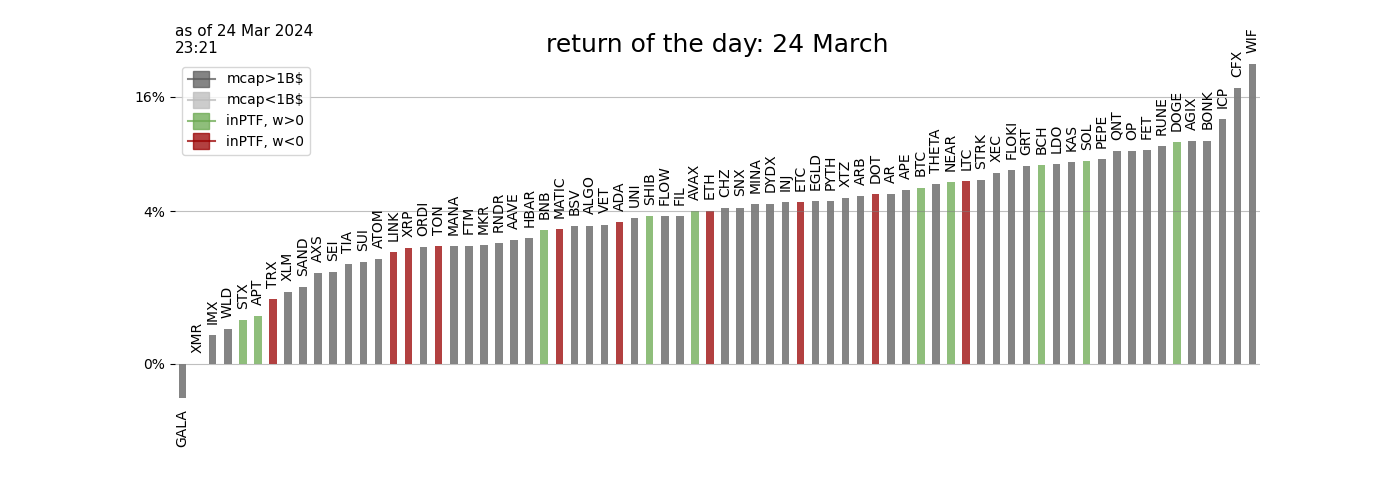 as of 24 Mar 2024
23:21
return of the day: 24 March
mcap>1B$
mcap<1B$
inPTF, w>0
inPTF, w<0
16%
4%
0%
GALA
XMR
IMX
WLD
STX
APT
TRX
XLM
SAND
AXS
SEI
TIA
SUI
ATOM
LINK
XRP
ORDI
TON
MANA
FTM
MKR
RNDR
AAVE
HBAR
BNB
MATIC
BSV
ALGO
VET
ADA
UNI
SHIB
FLOW
FIL
AVAX
ETH
CHZ
SNX
MINA
DYDX
INJ
ETC
EGLD
PYTH
XTZ
ARB
DOT
AR
APE
BTC
THETA
NEAR
LTC
STRK
XEC
FLOKI
GRT
BCH
LDO
KAS
SOL
PEPE
QNT
OP
FET
RUNE
DOGE
AGIX
BONK
ICP
CFX
WIF